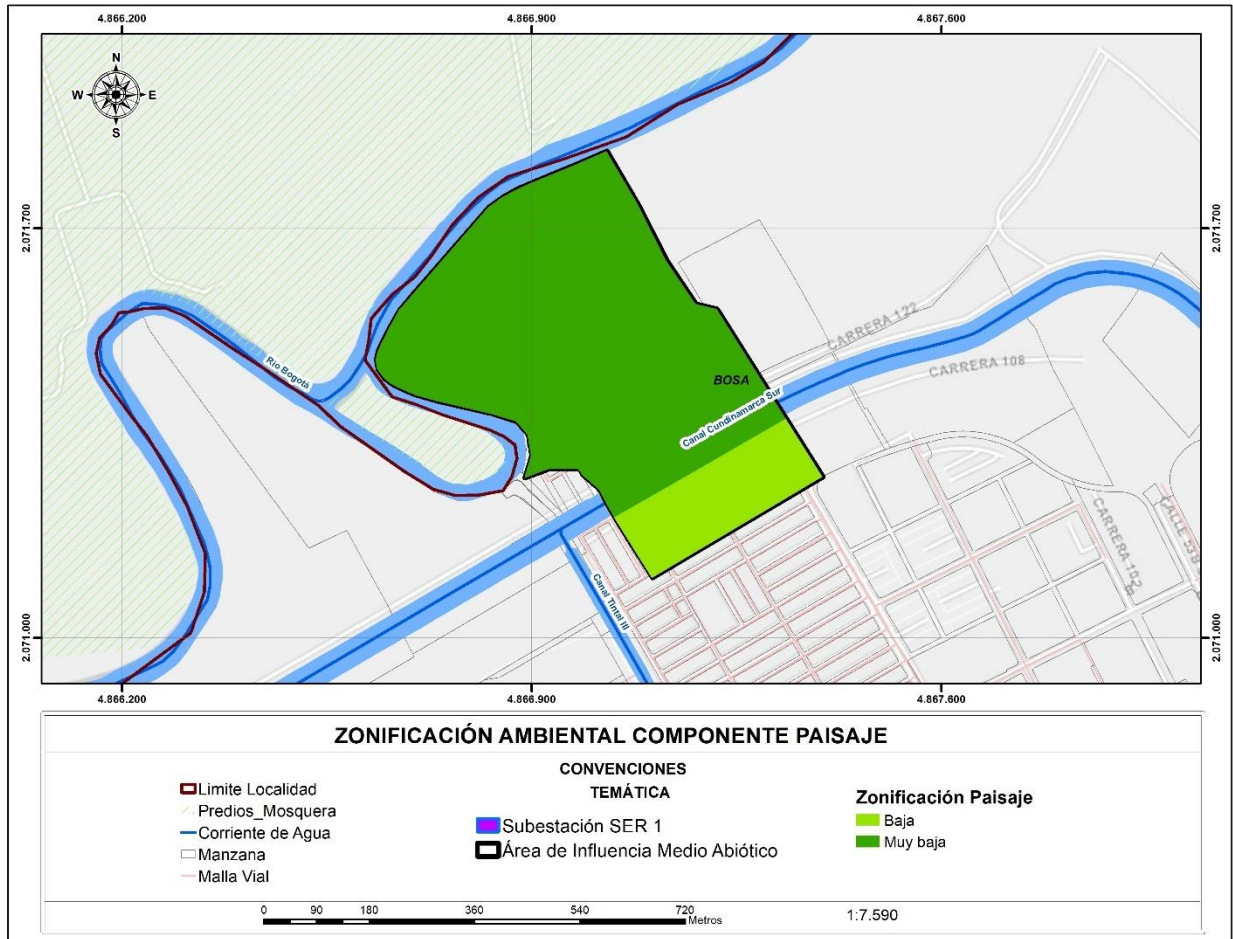 4.866.200 4.866.900 4.867.600
N
W E
S
2.071.700 2.071.700
CARRERA 122
Río Bogotá
CARRERA 108
BOSA
Canal Cundinamarca Sur
CALLE 53B
CARRERA 102
Canal Tintal III
2.071.000 2.071.000
4.866.200 4.866.900 4.867.600
ZONIFICACIÓN AMBIENTAL COMPONENTE PAISAJE
CONVENCIONES
TEMÁTICA
Limite Localidad
Predios_Mosquera
Corriente de Agua
Manzana
Malla Vial
Subestación SER 1
Área de Influencia Medio Abiótico
Zonificación Paisaje
Baja
Muy baja
0 90 180 360 540 720
Metros
1:7.590